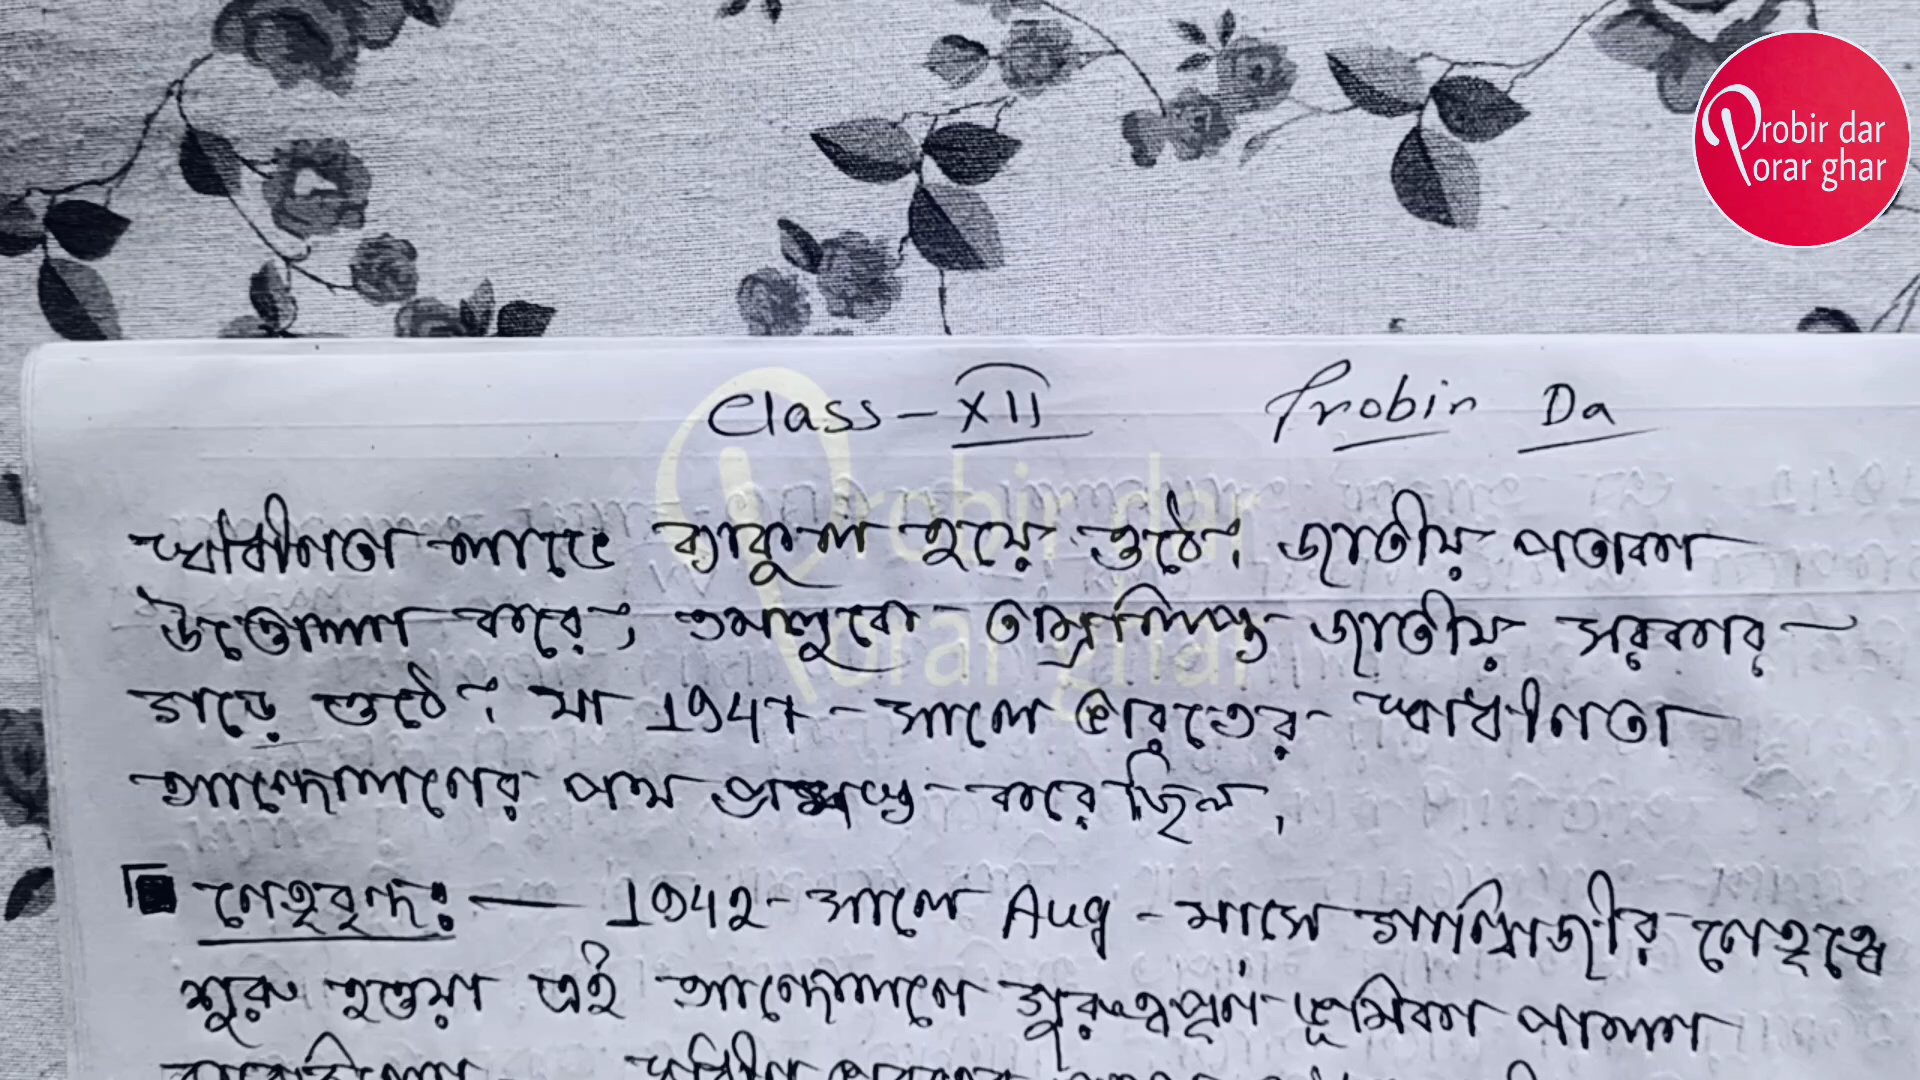 Probir dar
Porar ghar
Class - XII Probir Da
স্বাধীনতা লাভে ব্যাকুল হয়ে ওঠে। জাতীয় পতাকা
উত্তোলন করে, তমলুকে তাম্রলিপ্ত জাতীয় সরকার
গড়ে ওঠে। যা 1947 - সালে ভারতের স্বাধীনতা
আন্দোলনের পথ প্রশস্ত করেছিল,
নেতৃবৃন্দঃ — 1942 - সালে Aug - মাসে গান্ধিজীর নেতৃত্বে
শুরু হওয়া এই আন্দোলনে গুরুত্বপূর্ণ ভূমিকা পালন